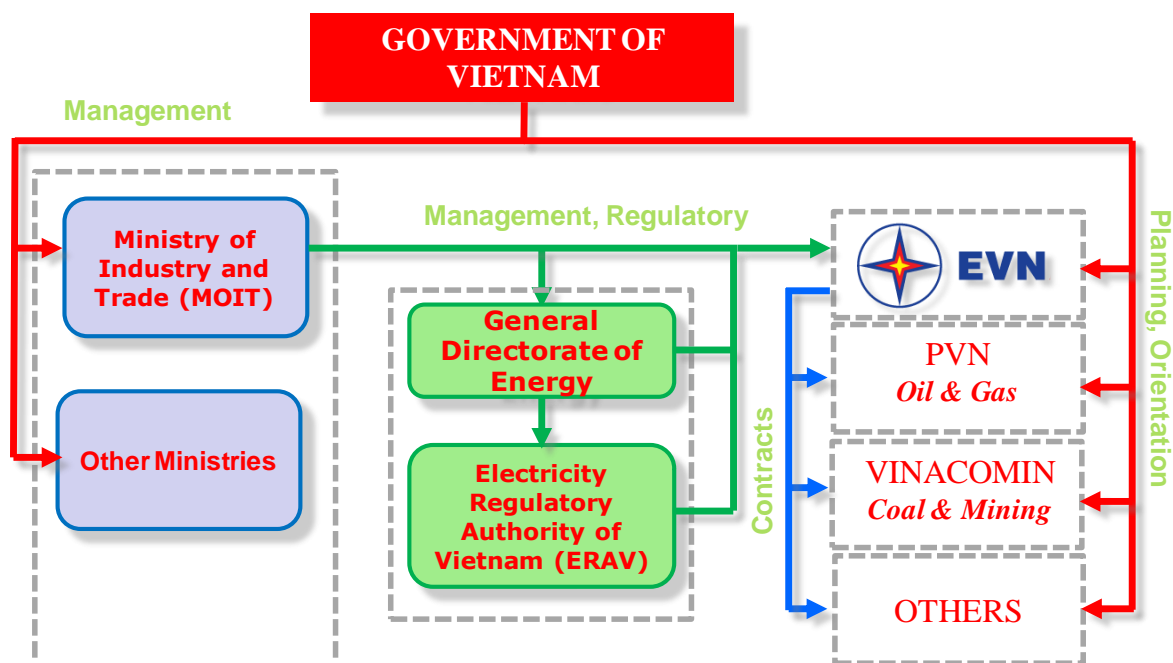 GOVERNMENT OF
VIETNAM
Management
Ministry of
Industry and
Trade (MOIT)
Other Ministries
Management, Regulatory
General
Directorate of
Energy
Electricity
Regulatory
Authority of
Vietnam (ERAV)
Contracts
EVN
PVN
Oil & Gas
VINACOMIN
Coal & Mining
OTHERS
Planning, Orientation